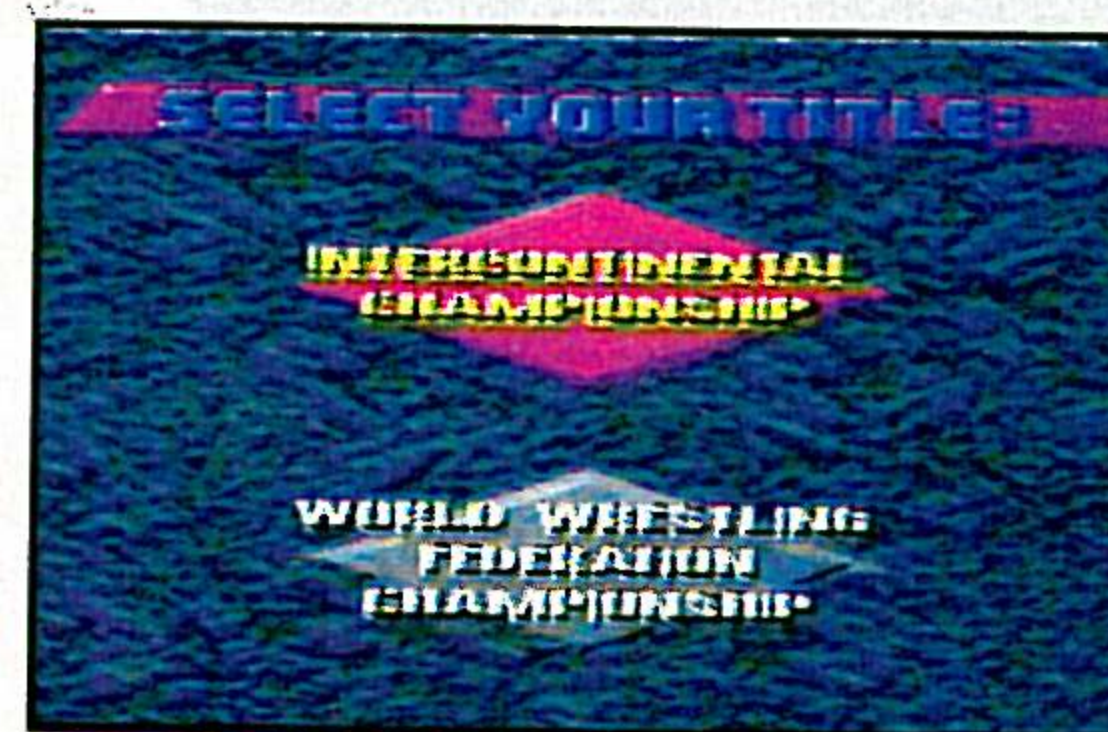 SELECT YOUR TITLE:
INTERCONTINENTAL
CHAMPIONSHIP
WORLD WRESTLING
FEDERATION
CHAMPIONSHIP